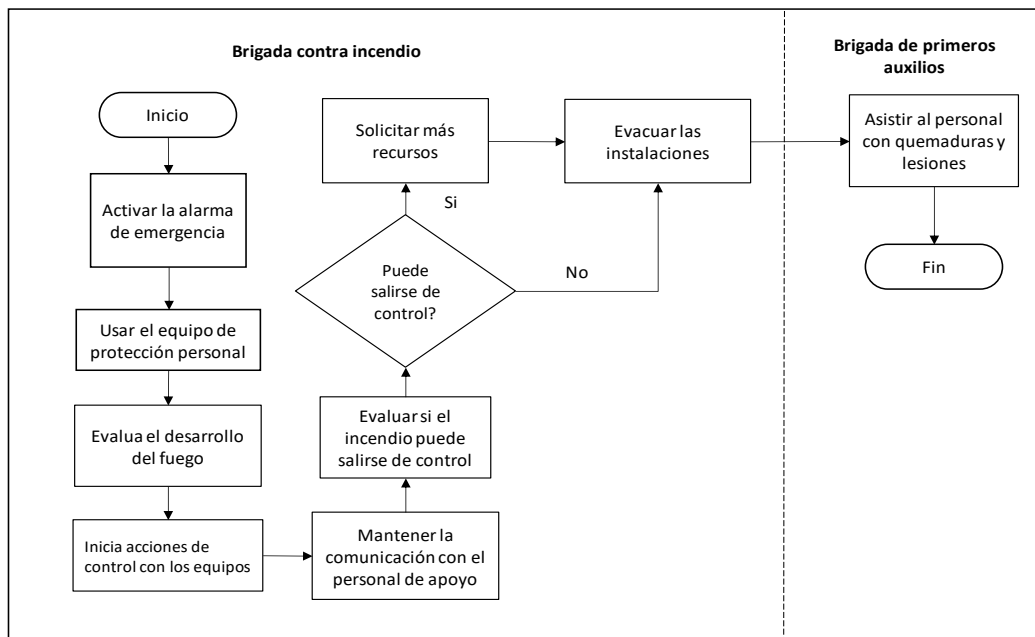 Brigada contra incendio
Inicio
Activar la alarma
de emergencia
Usar el equipo de
protección personal
Evalua el desarrollo
del fuego
Inicia acciones de
control con los equipos
Mantener la
comunicación con el
personal de apoyo
Evaluar si el
incendio puede
salirse de control
Puede
salirse de
control?
Si
No
Solicitar más
recursos
Evacuar las
instalaciones
Brigada de primeros
auxilios
Asistir al personal
con quemaduras y
lesiones
Fin